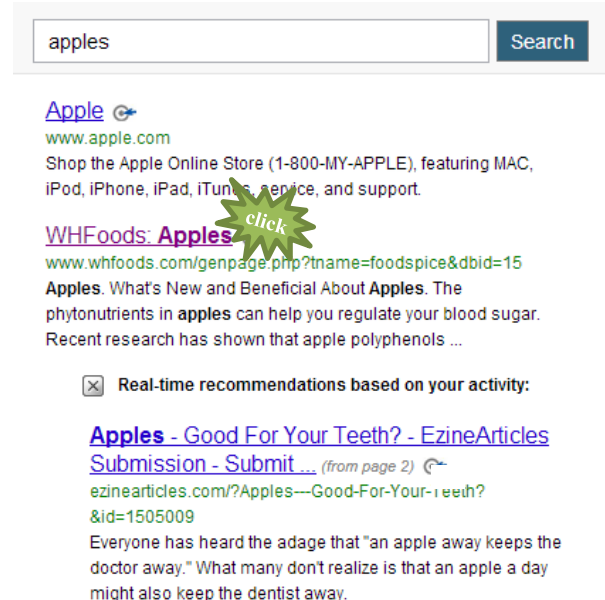 apples
Search
Apple
www.apple.com
Shop the Apple Online Store (1-800-MY-APPLE), featuring MAC,
iPod, iPhone, iPad, iTunes, service, and support.
click
WHFoods: Apples
www.whfoods.com/genpage.php?tname=foodspice&dbid=15
Apples. What's New and Beneficial About Apples. The
phytonutrients in apples can help you regulate your blood sugar.
Recent research has shown that apple polyphenols ...
Real-time recommendations based on your activity:
Apples - Good For Your Teeth? - EzineArticles
Submission - Submit ... (from page 2)
ezinearticles.com/?Apples---Good-For-Your-Teeth?
&id=1505009
Everyone has heard the adage that "an apple away keeps the
doctor away." What many don't realize is that an apple a day
might also keep the dentist away.